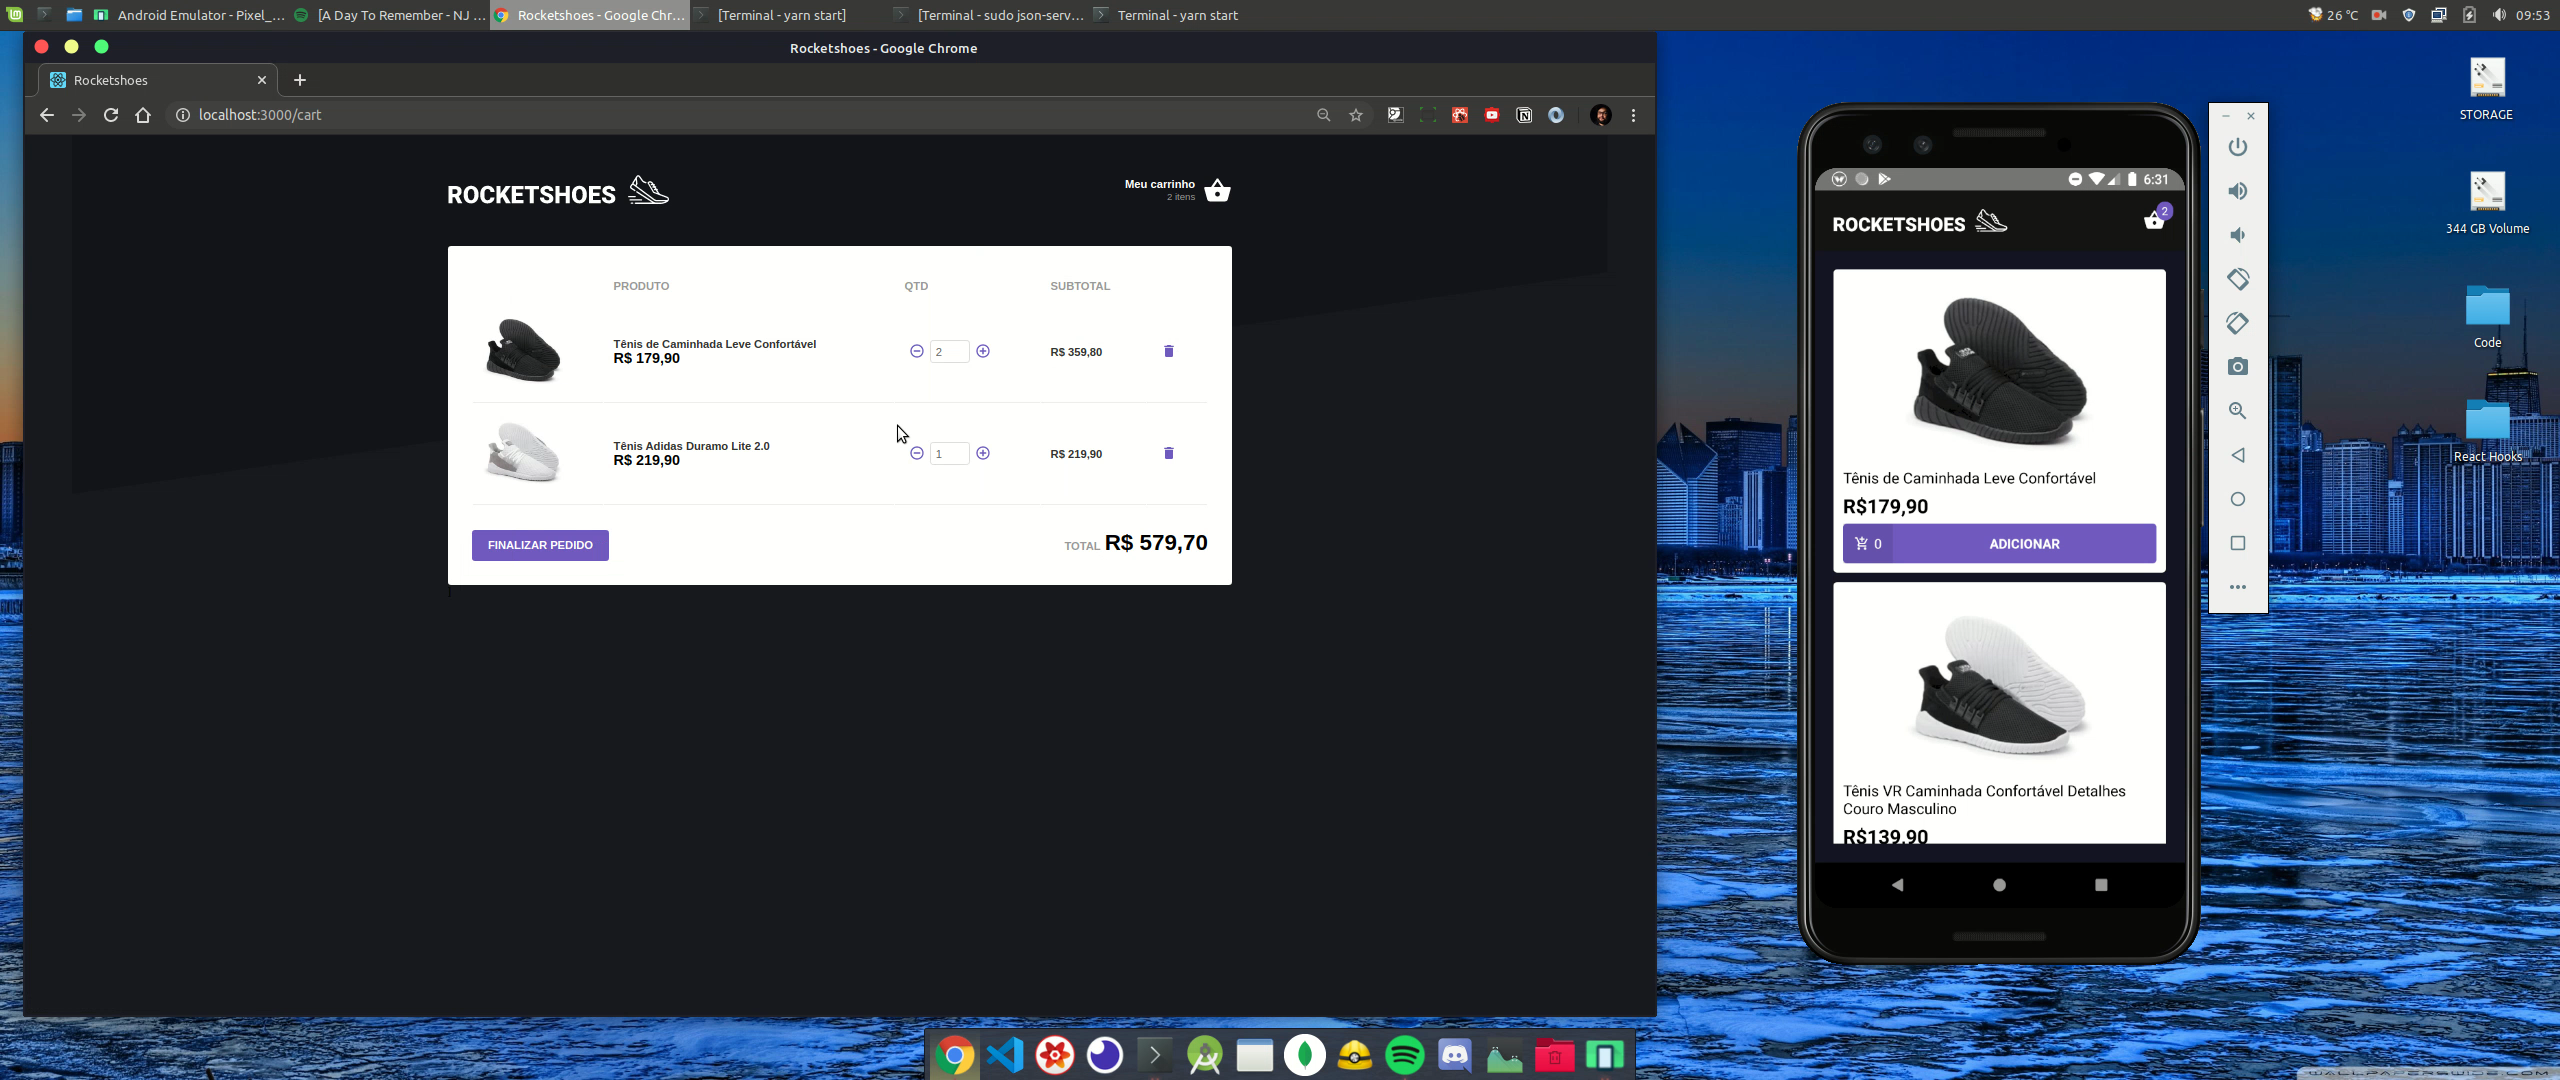 Android Emulator - Pixel_...
[A Day To Remember - NJ ...
Rocketshoes - Google Chr...
[Terminal - yarn start]
[Terminal - sudo json-serv...
Terminal - yarn start
26 °C
09:53
Rocketshoes - Google Chrome
Rocketshoes
localhost:3000/cart
ROCKETSHOES
Meu carrinho
2 itens
PRODUTO QTD SUBTOTAL
Tênis de Caminhada Leve Confortável
R$ 179,90
2
R$ 359,80
Tênis Adidas Duramo Lite 2.0
R$ 219,90
1
R$ 219,90
FINALIZAR PEDIDO
TOTAL R$ 579,70
6:31
ROCKETSHOES
2
Tênis de Caminhada Leve Confortável
R$179,90
0 ADICIONAR
Tênis VR Caminhada Confortável Detalhes
Couro Masculino
R$139,90
STORAGE
344 GB Volume
Code
React Hooks
WALLPAPERSWIDE.COM